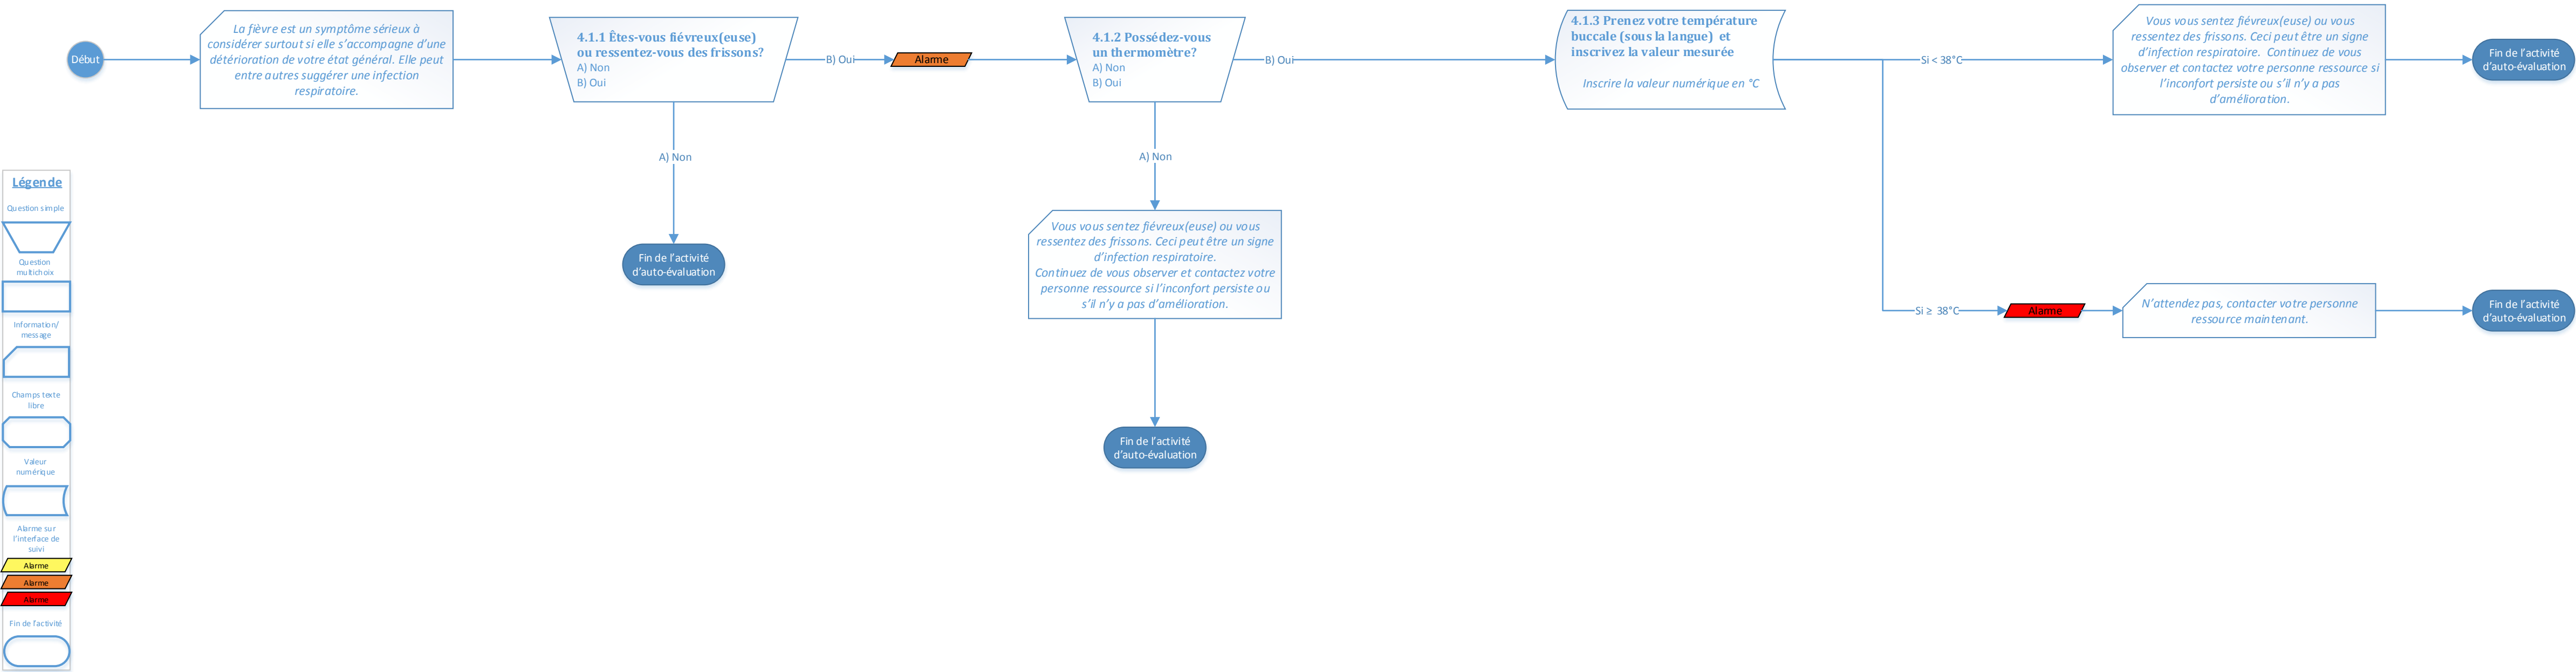 Début
La fièvre est un symptôme sérieux à
considérer surtout si elle s’accompagne d’une
détérioration de votre état général. Elle peut
entre autres suggérer une infection
respiratoire.
4.1.1 Êtes-vous fiévreux(euse)
ou ressentez-vous des frissons?
A) Non
B) Oui
B) Oui
Alarme
4.1.2 Possédez-vous
un thermomètre?
A) Non
B) Oui
B) Oui
4.1.3 Prenez votre température
buccale (sous la langue) et
inscrivez la valeur mesurée
Inscrire la valeur numérique en °C
Si < 38°C
Vous vous sentez fiévreux(euse) ou vous
ressentez des frissons. Ceci peut être un signe
d’infection respiratoire. Continuez de vous
observer et contactez votre personne ressource si
l’inconfort persiste ou s’il n’y a pas
d’amélioration.
Fin de l’activité
d’auto-évaluation
A) Non
Fin de l’activité
d’auto-évaluation
A) Non
Vous vous sentez fiévreux(euse) ou vous
ressentez des frissons. Ceci peut être un signe
d’infection respiratoire.
Continuez de vous observer et contactez votre
personne ressource si l’inconfort persiste ou
s’il n’y a pas d’amélioration.
Fin de l’activité
d’auto-évaluation
Si ≥ 38°C
Alarme
N’attendez pas, contacter votre personne
ressource maintenant.
Fin de l’activité
d’auto-évaluation
Légende
Question simple
Question
multichoix
Information/
message
Champs texte
libre
Valeur
numérique
Alarme sur
l’interface de
suivi
Alarme
Alarme
Alarme
Fin de l’activité